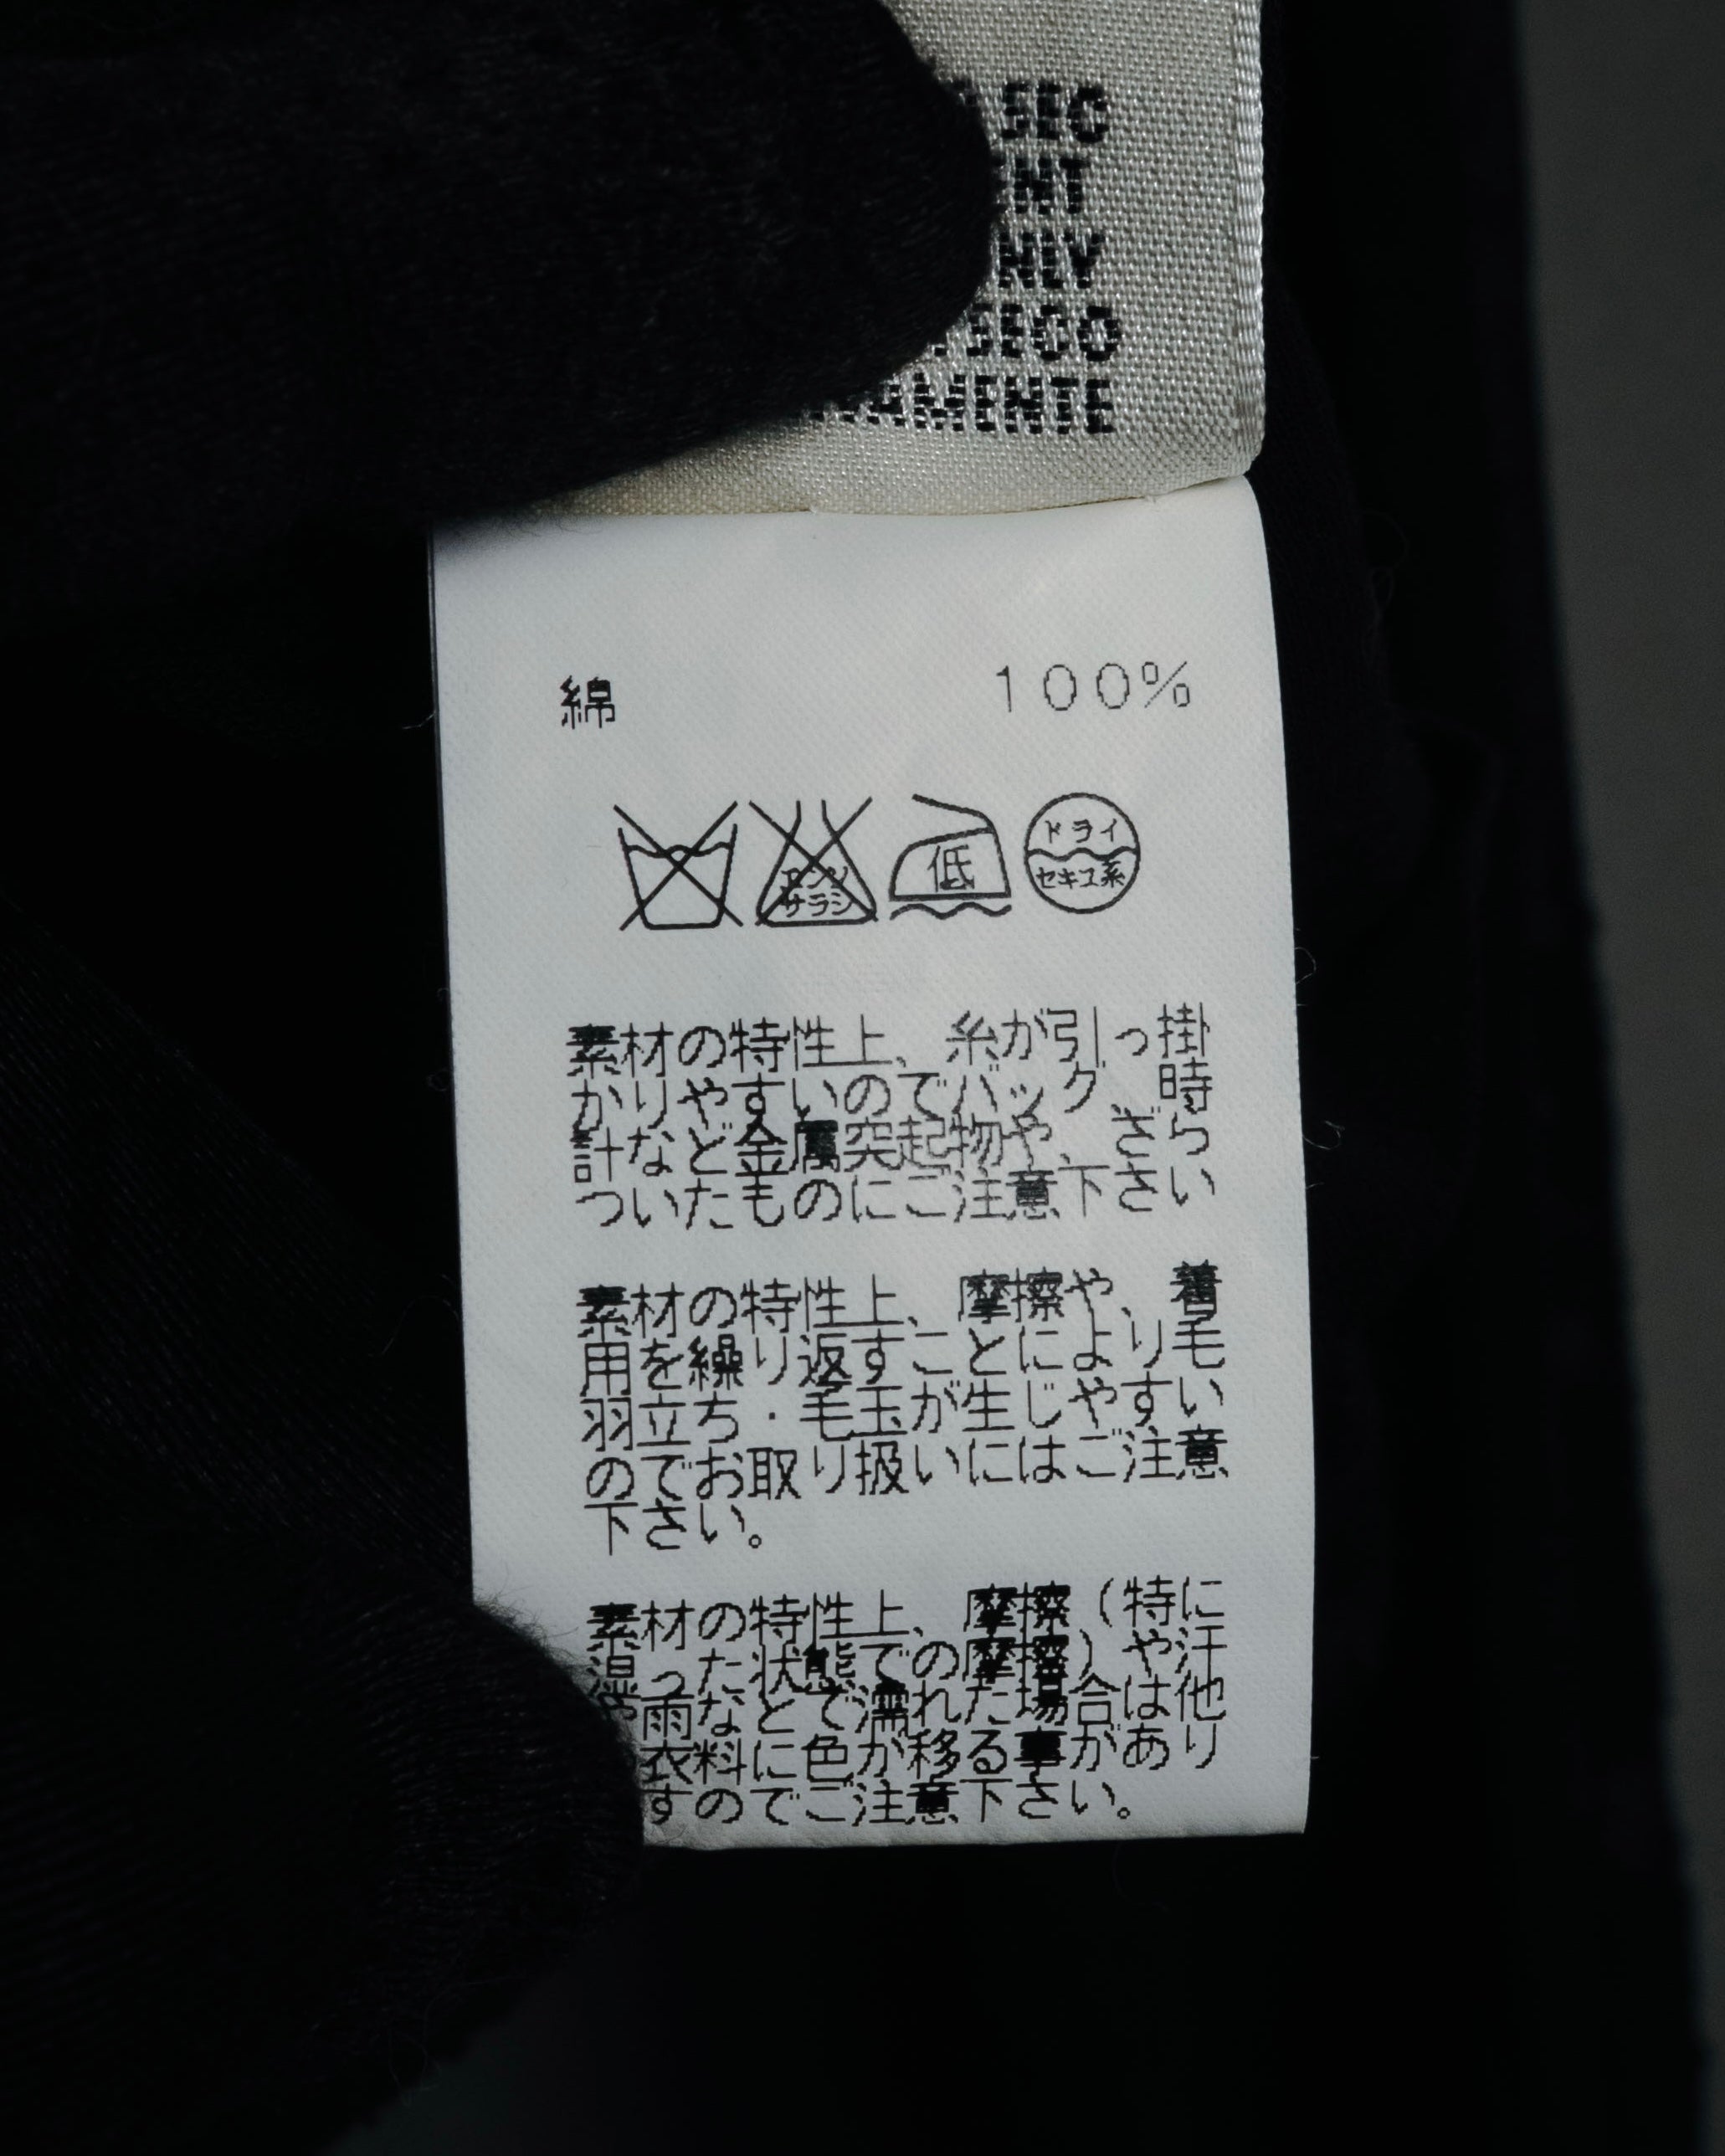 SEC
ENT
NLY
SECO
AMENTE
綿 100%
エンソ
サラシ
低
ドライ
セキユ系
素材の特性上、糸が引っ掛
かりやすいのでバッグ、時
計など金属突起物や、ざら
ついたものにご注意下さい
素材の特性上、摩擦や、着
用を繰り返すことにより毛
羽立ち・毛玉が生じやすい
のでお取り扱いにはご注意
下さい。
素材の特性上、摩擦(特に
湿った状態での摩擦)や汗
や雨などで濡れた場合は他
衣料に色が移る事があり
すのでご注意下さい。